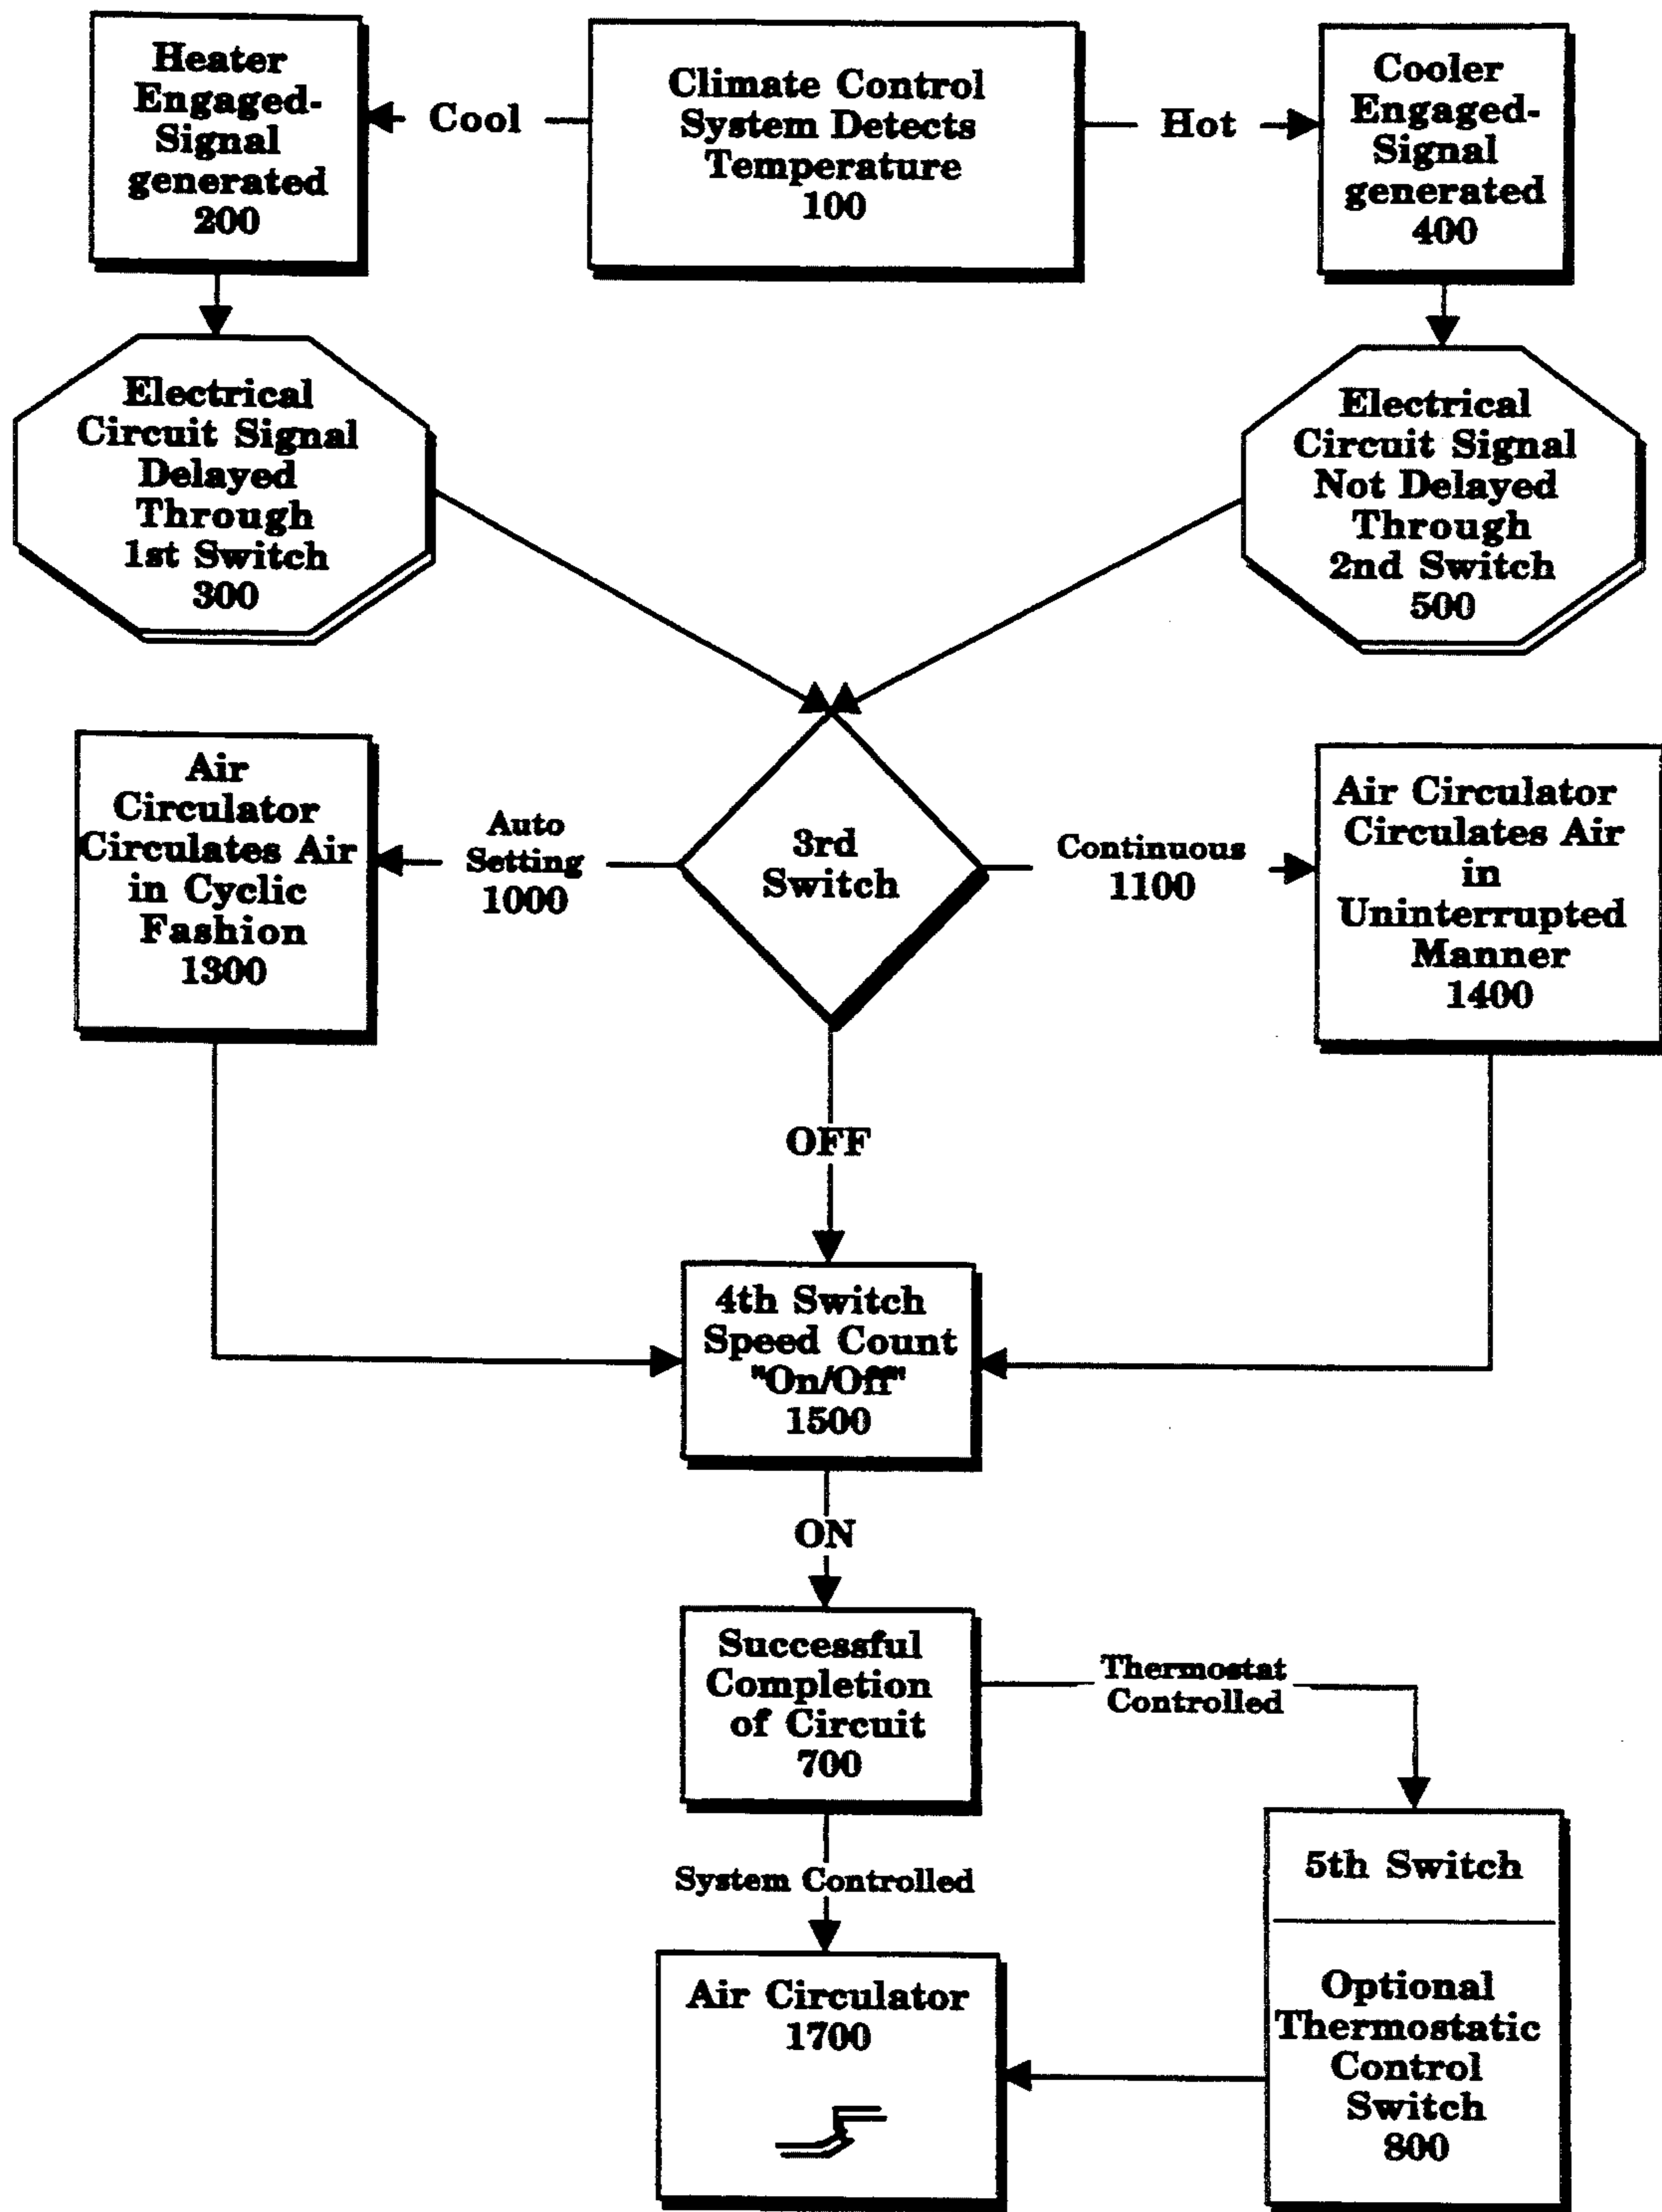 Heater
Engaged-
Signal
generated
200
Cool
Climate Control
System Detects
Temperature
100
Hot
Cooler
Engaged-
Signal
generated
400
Electrical
Circuit Signal
Delayed
Through
1st Switch
300
Electrical
Circuit Signal
Not Delayed
Through
2nd Switch
500
Air
Circulator
Circulates Air
in Cyclic
Fashion
1300
Auto
Setting
1000
3rd
Switch
Continuous
1100
Air Circulator
Circulates Air
in
Uninterrupted
Manner
1400
OFF
4th Switch
Speed Count
"On/Off"
1500
ON
Successful
Completion
of Circuit
700
Thermostat
Controlled
System Controlled
5th Switch
Optional
Thermostatic
Control
Switch
800
Air Circulator
1700